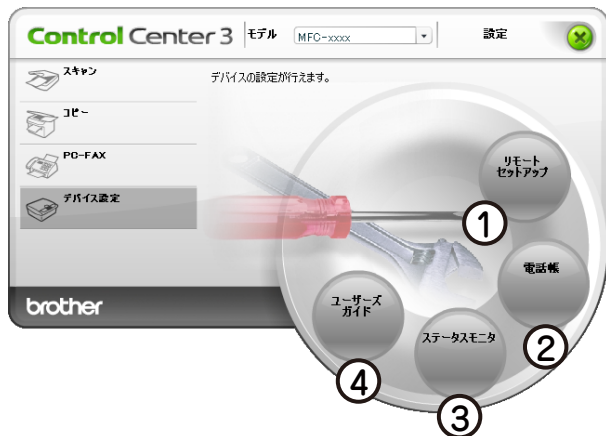 Control Center 3
モデル
MFC-xxxx
設定
スキャン
コピー
PC-FAX
デバイス設定
デバイスの設定が行えます。
リモート
セットアップ
①
電話帳
②
ステータスモニタ
③
ユーザーズ
ガイド
④
brother